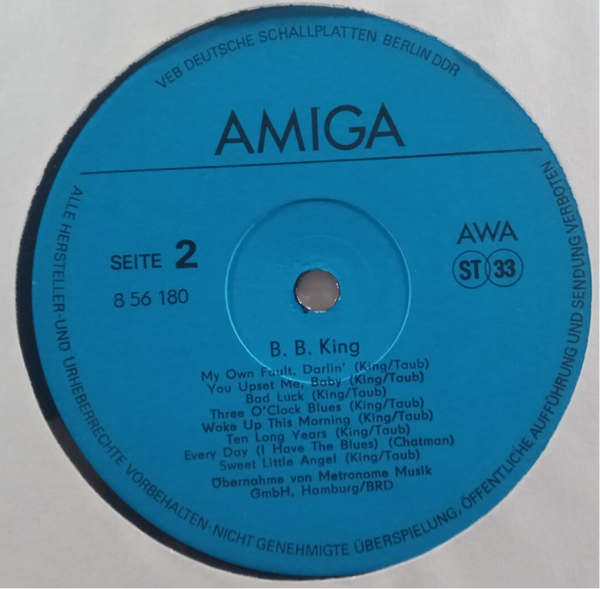 VEB DEUTSCHE SCHALLPLATTEN BERLIN DDR
AMIGA
SEITE 2
8 56 180
AWA
ST 33
B. B. King
My Own Fault, Darlin' (King/Taub)
You Upset Me, Baby (King/Taub)
Bad Luck (King/Taub)
Three O'Clock Blues (King/Taub)
Woke Up This Morning (King/Taub)
Ten Long Years (King/Taub)
Every Day (I Have The Blues) (Chatman)
Sweet Little Angel (King/Taub)
Übernahme von Metronome Musik
GmbH, Hamburg/BRD
ALLE HERSTELLER- UND URHEBERRECHTE VORBEHALTEN · NICHT GENEHMIGTE ÜBERSPIELUNG, ÖFFENTLICHE AUFFÜHRUNG UND SENDUNG VERBOTEN